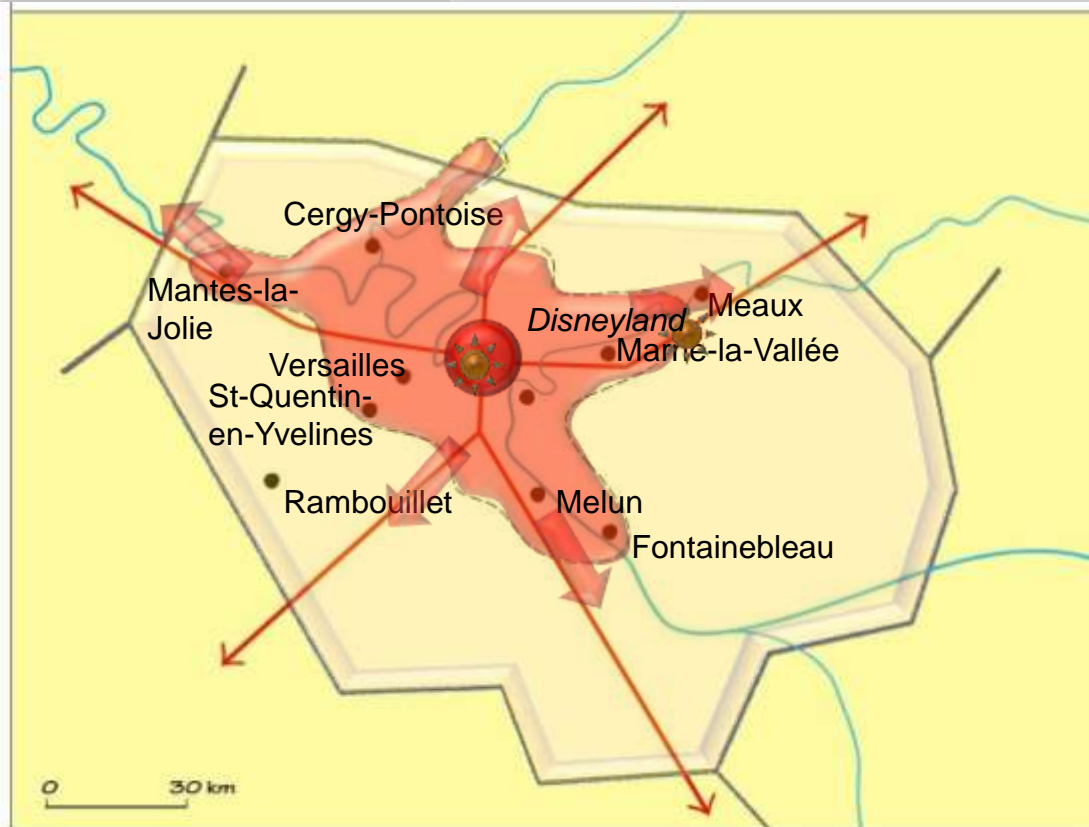 Cergy-Pontoise
Mantes-la-
Jolie
Disneyland
Meaux
Marne-la-Vallée
Versailles
St-Quentin-
en-Yvelines
Rambouillet
Melun
Fontainebleau
0 30 km